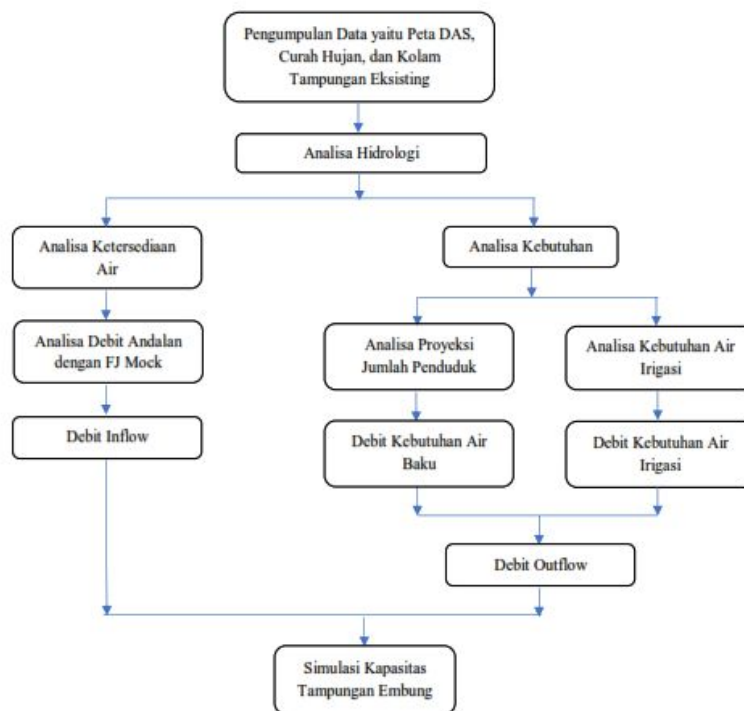 Pengumpulan Data yaitu Peta DAS,
Curah Hujan, dan Kolam
Tampungan Eksisting
Analisa Hidrologi
Analisa Ketersediaan
Air
Analisa Debit Andalan
dengan FJ Mock
Debit Inflow
Analisa Kebutuhan
Analisa Proyeksi
Jumlah Penduduk
Debit Kebutuhan Air
Baku
Analisa Kebutuhan Air
Irigasi
Debit Kebutuhan Air
Irigasi
Debit Outflow
Simulasi Kapasitas
Tampungan Embung